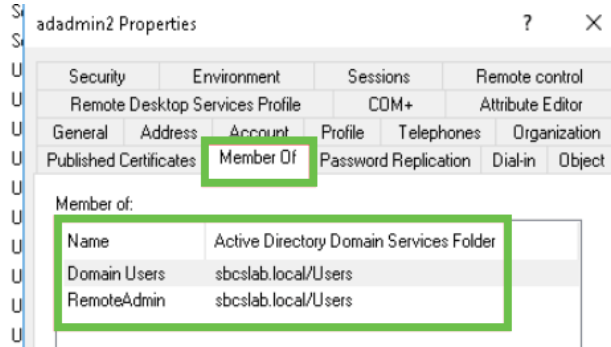 adadmin2 Properties ? ×
Security Environment Sessions Remote control
Remote Desktop Services Profile COM+ Attribute Editor
General Address Account Profile Telephones Organization
Published Certificates Member Of Password Replication Dial-in Object
Member of:
Name Active Directory Domain Services Folder
Domain Users sbcslab.local/Users
RemoteAdmin sbcslab.local/Users